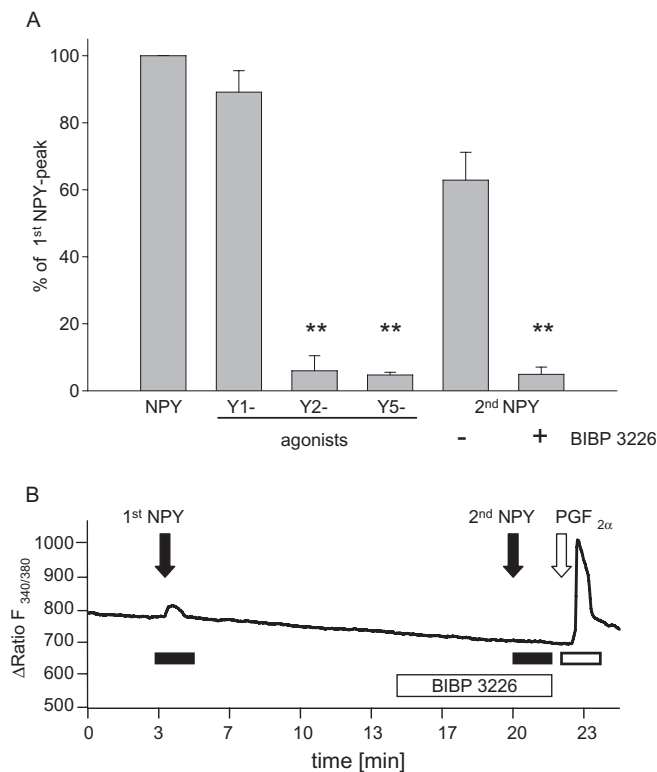 A
% of 1st NPY-peak
100
80
60
40
20
0
** ** **
NPY Y1- Y2- Y5- 2nd NPY
agonists - + BIBP 3226
B
1st NPY 2nd NPY PGF 2α
ΔRatio F 340/380
1000
900
800
700
600
500
BIBP 3226
0 3 7 10 13 17 20 23
time [min]